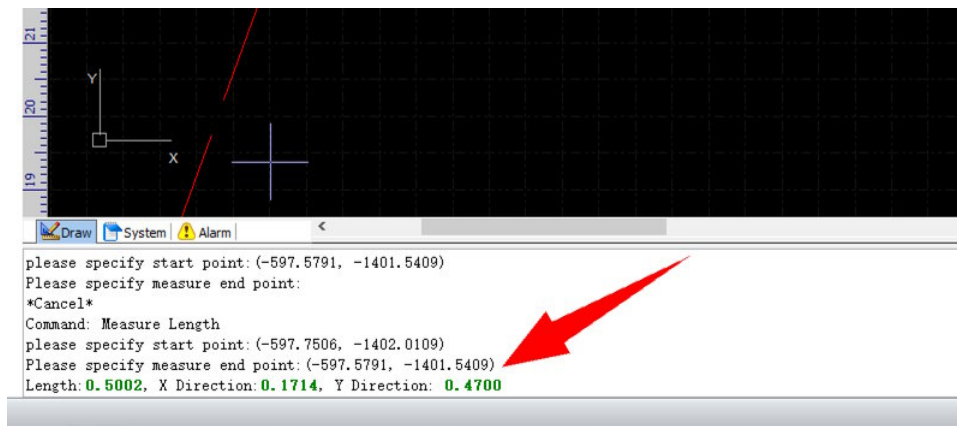 21
Y
20
X
19
Draw System Alarm <
please specify start point:(-597.5791, -1401.5409)
Please specify measure end point:
*Cancel*
Command: Measure Length
please specify start point:(-597.7506, -1402.0109)
Please specify measure end point:(-597.5791, -1401.5409)
Length:0.5002, X Direction:0.1714, Y Direction: 0.4700